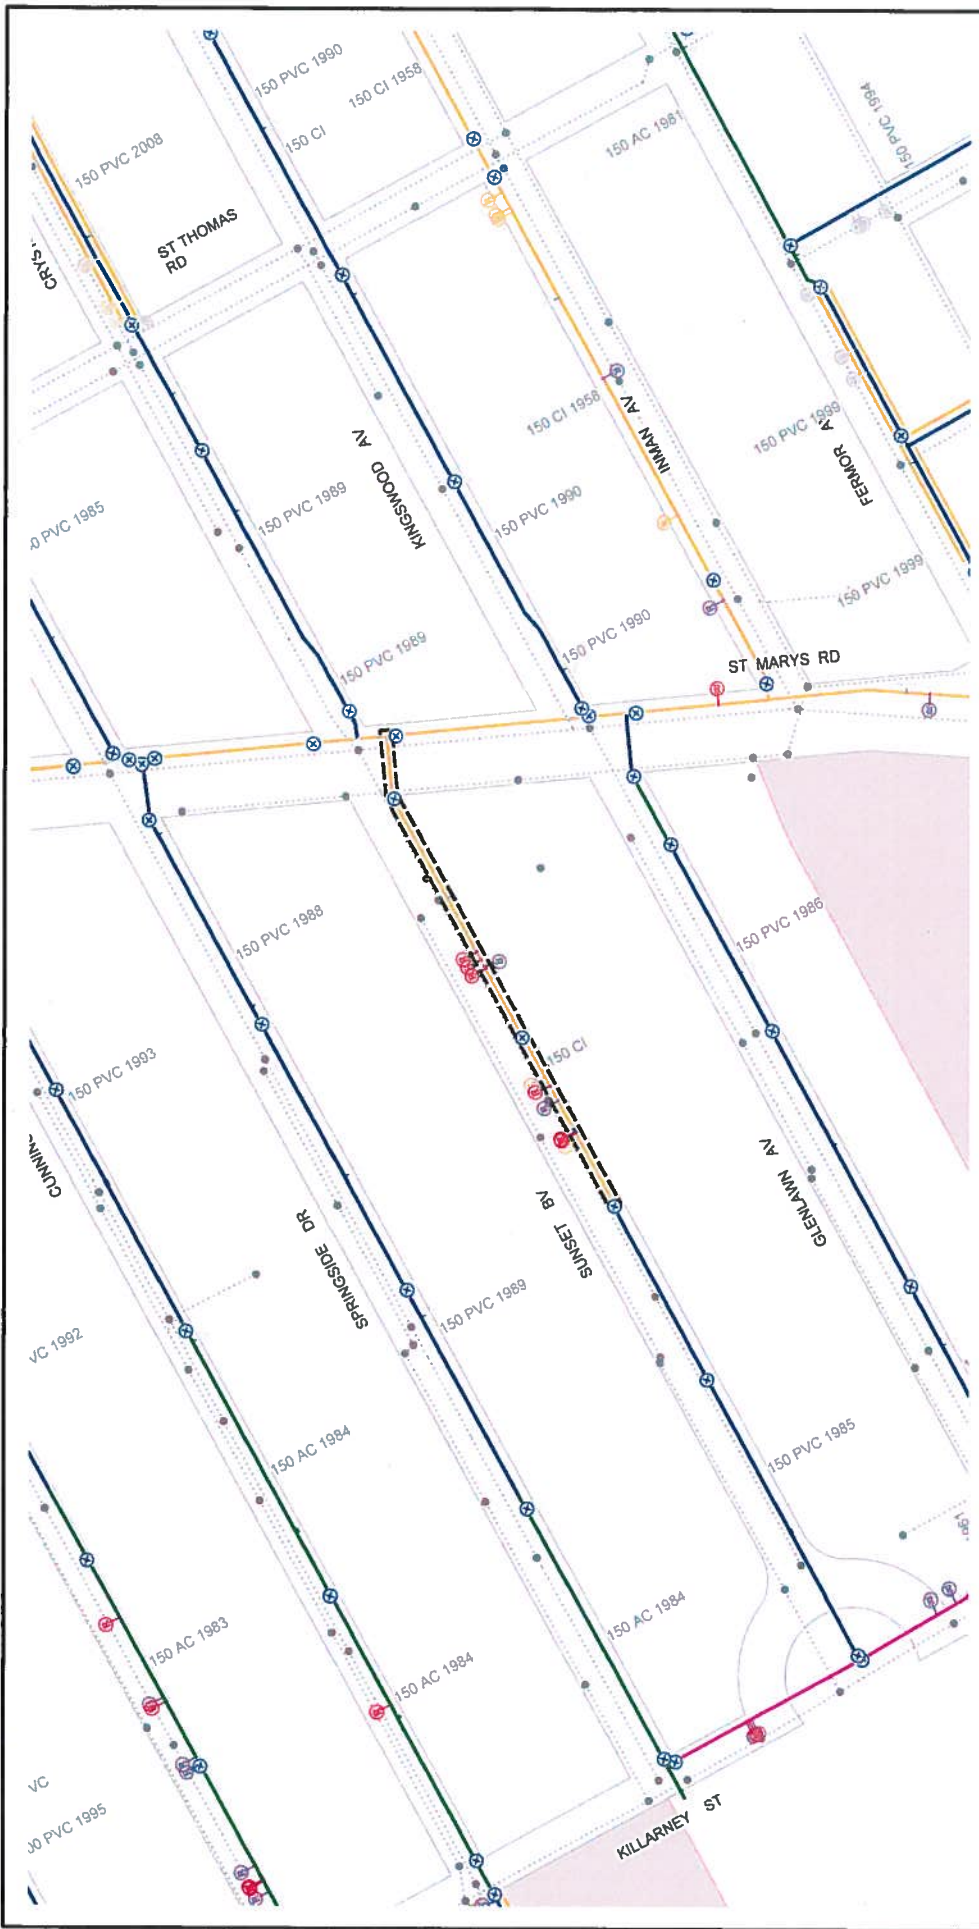 150 PVC 1990
150 CI 1958
150 PVC 1994
150 AC 1981
150 CI
150 PVC 2008
ST THOMAS
RD
CRYS
150 CI 1958
INMAN AV
150 PVC 1999
FERMOR A
KINGSWOOD AV
150 PVC 1989
150 PVC 1990
0 PVC 1985
150 PVC 1999
150 PVC 1990
150 PVC 1989
ST MARYS RD
150 PVC 1988
150 PVC 1986
150 PVC 1993
150 CI
CUNNING
GLENLAWN AV
SUNSET BV
SPRINGSIDE DR
150 PVC 1989
VC 1992
150 PVC 1985
150 AC 1984
150 AC 1984
150 AC 1983
150 AC 1984
VC
00 PVC 1995
KILLARNEY ST